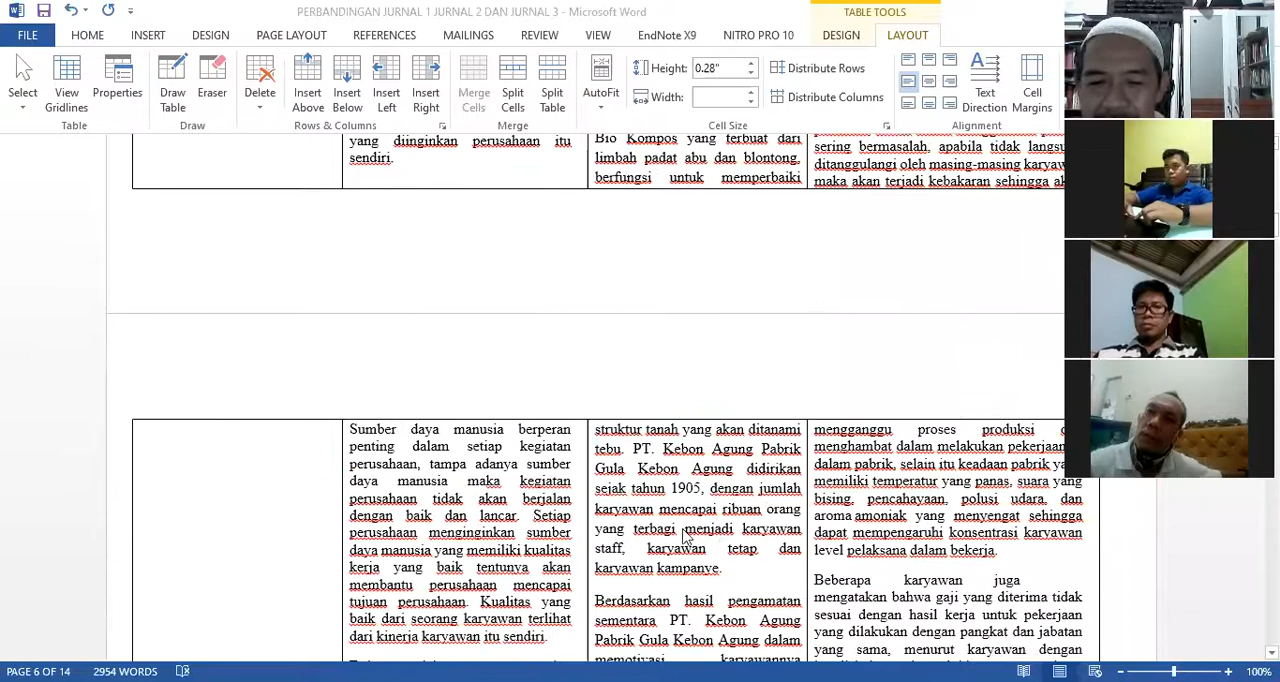 PERBANDINGAN JURNAL 1 JURNAL 2 DAN JURNAL 3 - Microsoft Word
TABLE TOOLS
FILE HOME INSERT DESIGN PAGE LAYOUT REFERENCES MAILINGS REVIEW VIEW EndNote X9 NITRO PRO 10 DESIGN LAYOUT
Select
View Gridlines
Properties
Table
Draw Table
Eraser
Draw
Delete
Insert Above
Insert Below
Insert Left
Insert Right
Rows & Columns
Merge Cells
Split Cells
Split Table
Merge
AutoFit
Height: 0.28"
Width:
Distribute Rows
Distribute Columns
Cell Size
Text Direction
Cell Margins
Alignment
yang diinginkan perusahaan itu
sendiri.
Bio Kompos yang terbuat dari
limbah padat abu dan blontong,
berfungsi untuk memperbaiki
sering bermasalah, apabila tidak langsu
ditanggulangi oleh masing-masing karyaw
maka akan terjadi kebakaran sehingga ak
Sumber daya manusia berperan
penting dalam setiap kegiatan
perusahaan, tampa adanya sumber
daya manusia maka kegiatan
perusahaan tidak akan berjalan
dengan baik dan lancar. Setiap
perusahaan menginginkan sumber
daya manusia yang memiliki kualitas
kerja yang baik tentunya akan
membantu perusahaan mencapai
tujuan perusahaan. Kualitas yang
baik dari seorang karyawan terlihat
dari kinerja karyawan itu sendiri.
struktur tanah yang akan ditanami
tebu. PT. Kebon Agung Pabrik
Gula Kebon Agung didirikan
sejak tahun 1905, dengan jumlah
karyawan mencapai ribuan orang
yang terbagi menjadi karyawan
staff, karyawan tetap dan
karyawan kampanye.
Berdasarkan hasil pengamatan
sementara PT. Kebon Agung
Pabrik Gula Kebon Agung dalam
memotivasi karyawannya
mengganggu proses produksi
menghambat dalam melakukan pekerjaan
dalam pabrik, selain itu keadaan pabrik ya
memiliki temperatur yang panas, suara yang
bising, pencahayaan, polusi udara, dan
aroma amoniak yang menyengat sehingga
dapat mempengaruhi konsentrasi karyawan
level pelaksana dalam bekerja.
Beberapa karyawan juga
mengatakan bahwa gaji yang diterima tidak
sesuai dengan hasil kerja untuk pekerjaan
yang dilakukan dengan pangkat dan jabatan
yang sama, menurut karyawan dengan
PAGE 6 OF 14 2954 WORDS 100%